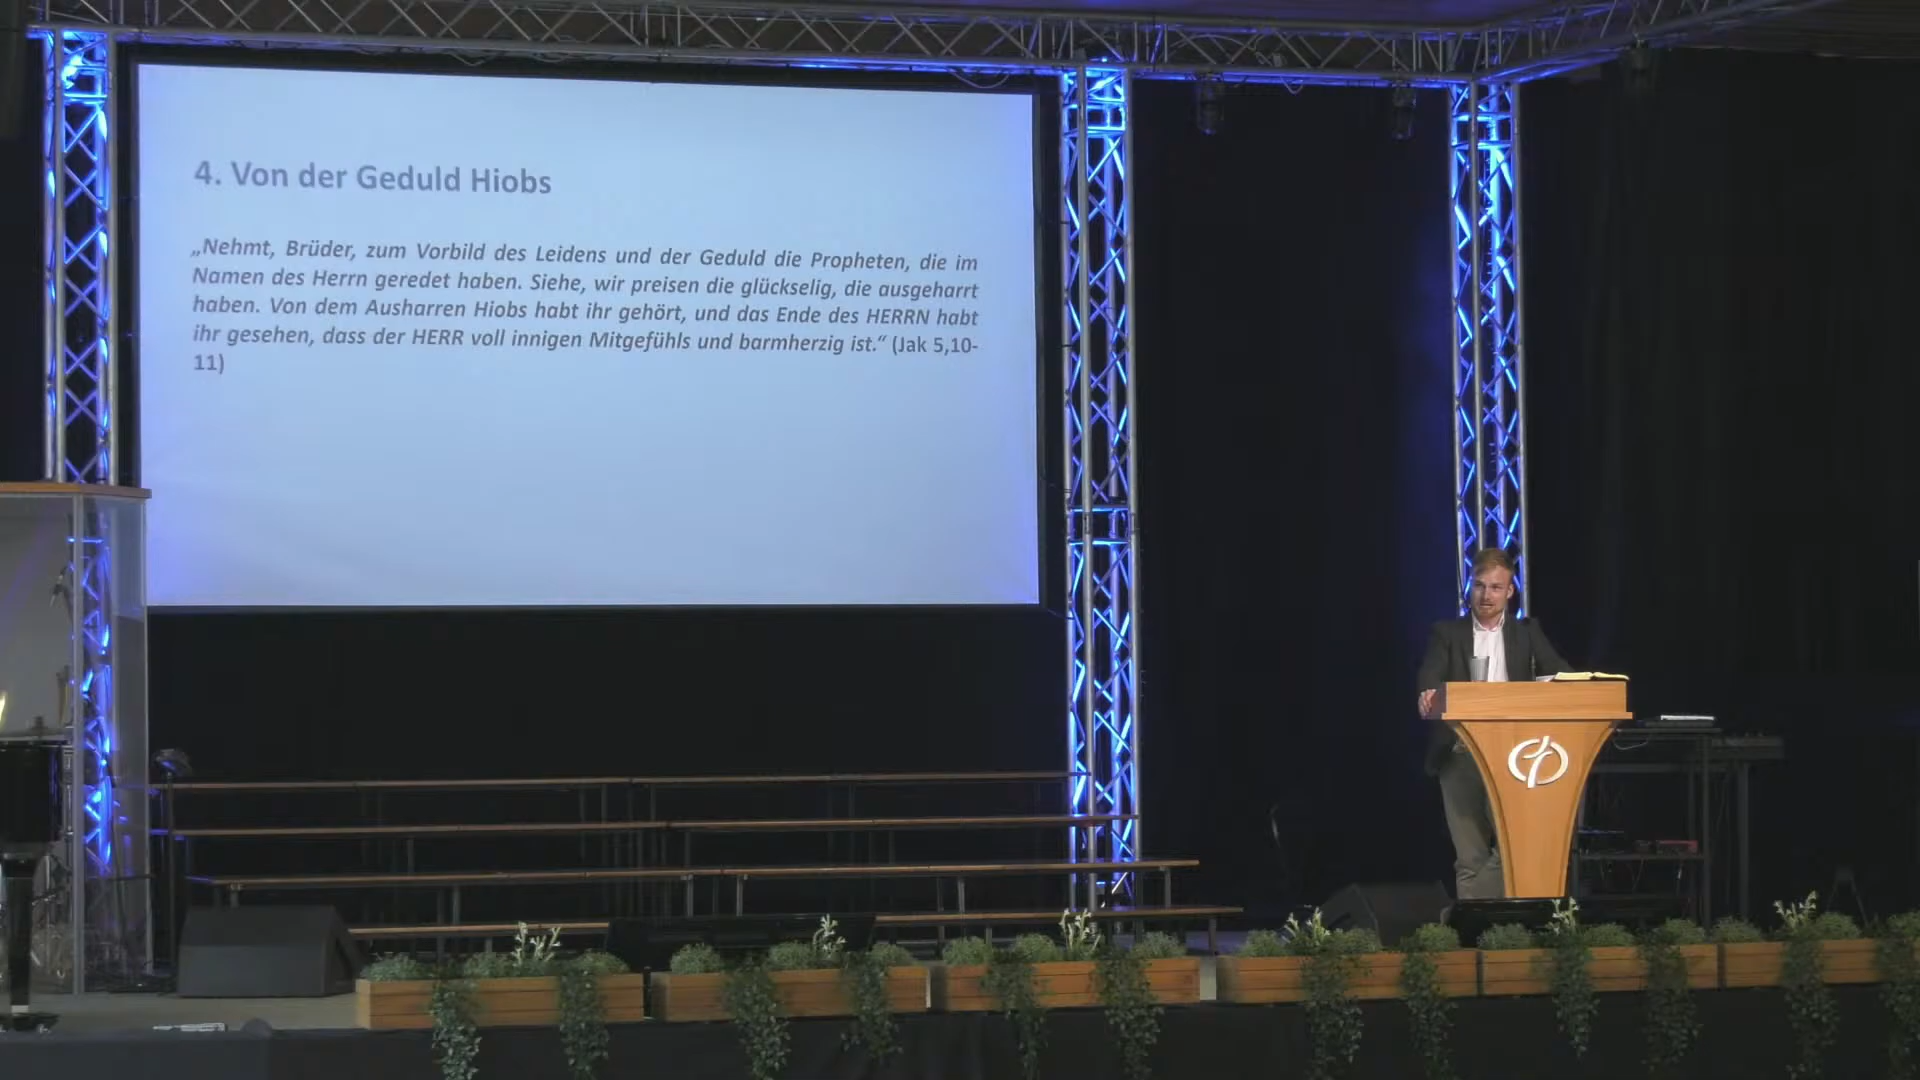 4. Von der Geduld Hiobs
„Nehmt, Brüder, zum Vorbild des Leidens und der Geduld die Propheten, die im
Namen des Herrn geredet haben. Siehe, wir preisen die glückselig, die ausgeharrt
haben. Von dem Ausharren Hiobs habt ihr gehört, und das Ende des HERRN habt
ihr gesehen, dass der HERR voll innigen Mitgefühls und barmherzig ist.“ (Jak 5,10-
11)